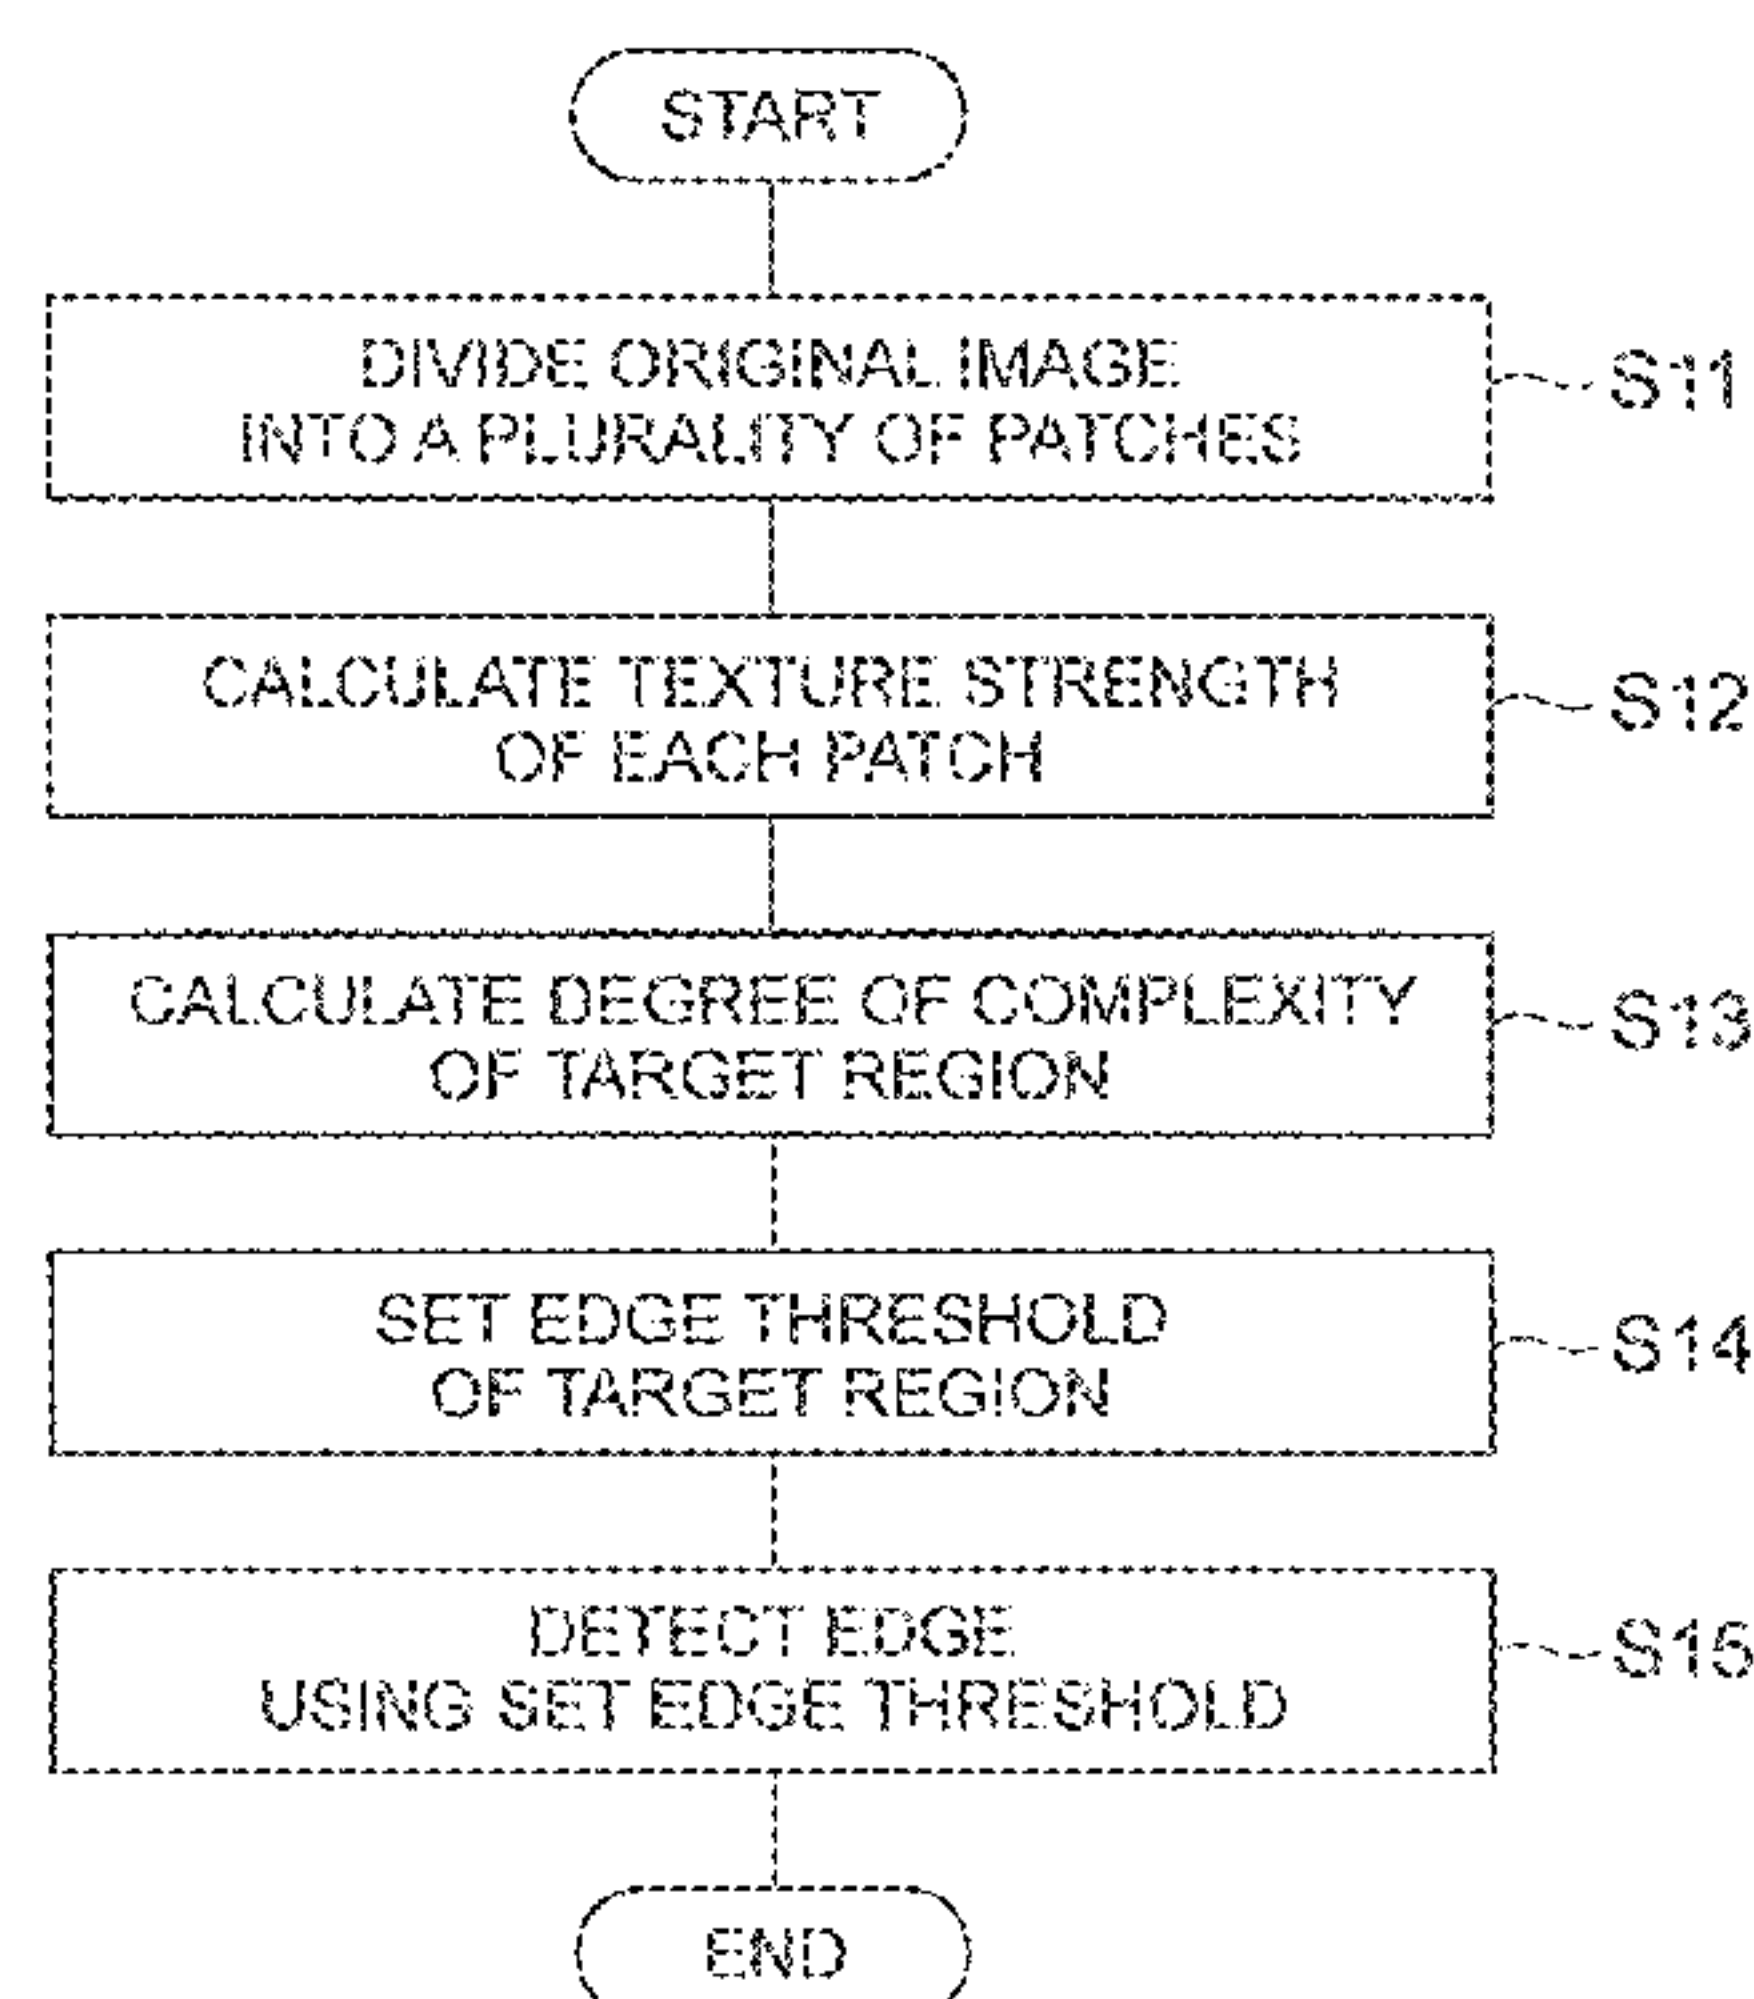 START
DIVIDE ORIGINAL IMAGE
INTO A PLURALITY OF PATCHES
S11
CALCULATE TEXTURE STRENGTH
OF EACH PATCH
S12
CALCULATE DEGREE OF COMPLEXITY
OF TARGET REGION
S13
SET EDGE THRESHOLD
OF TARGET REGION
S14
DETECT EDGE
USING SET EDGE THRESHOLD
S15
END